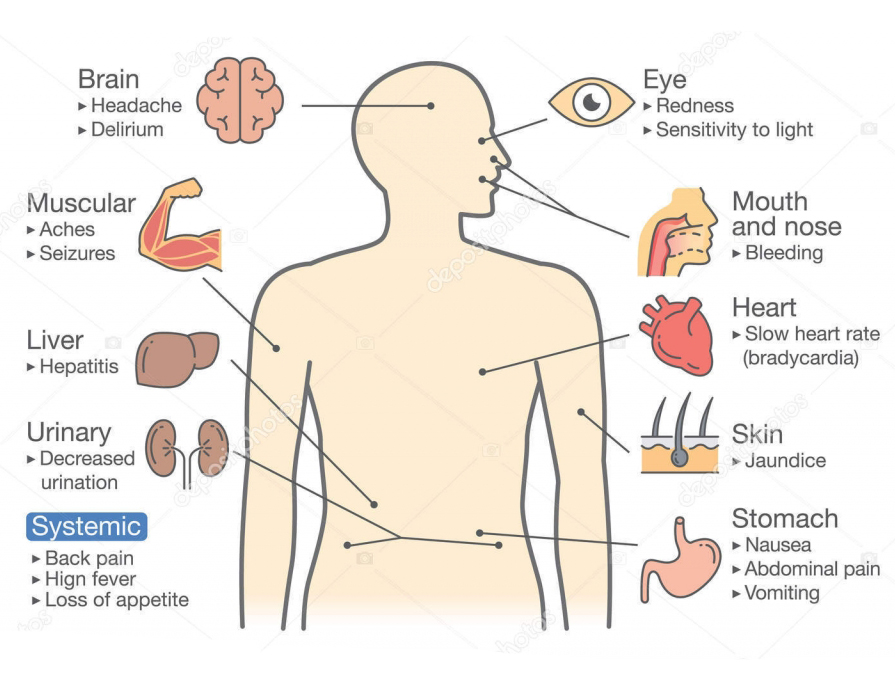 Brain
▸ Headache
▸ Delirium
Eye
▸ Redness
▸ Sensitivity to light
Muscular
▸ Aches
▸ Seizures
Mouth
and nose
▸ Bleeding
Heart
▸ Slow heart rate
(bradycardia)
Liver
▸ Hepatitis
Urinary
▸ Decreased
urination
Skin
▸ Jaundice
Systemic
▸ Back pain
▸ Hign fever
▸ Loss of appetite
Stomach
▸ Nausea
▸ Abdominal pain
▸ Vomiting
depositphotos